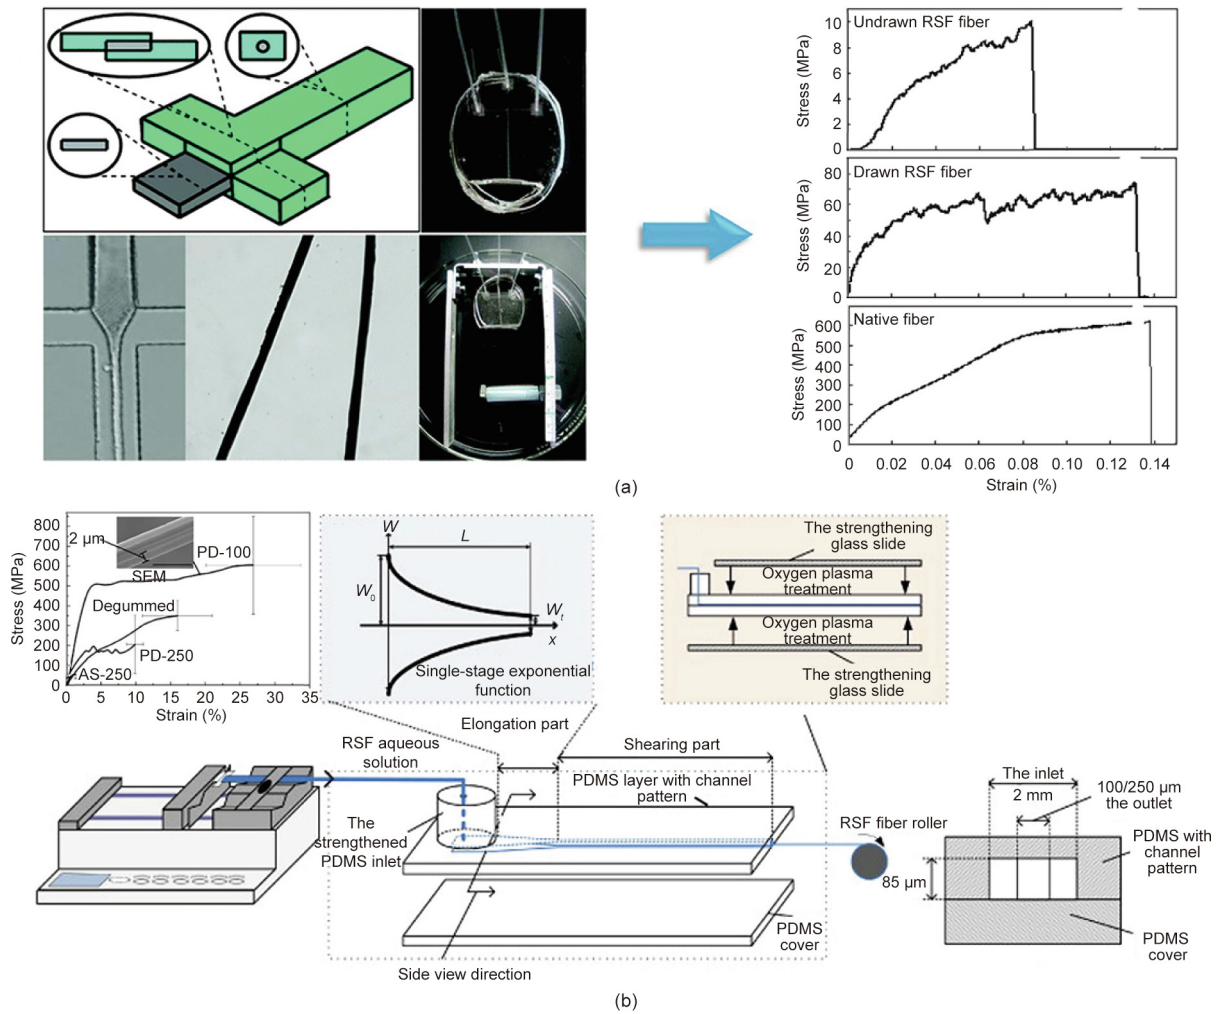 Undrawn RSF fiber
Stress (MPa)
10
8
6
4
2
0
Drawn RSF fiber
Stress (MPa)
80
60
40
20
0
Native fiber
Stress (MPa)
600
500
400
300
200
100
0
0
0.02
0.04
0.06
0.08
0.10
0.12
0.14
Strain (%)
(a)
Stress (MPa)
800
700
600
500
400
300
200
100
0
2 μm
SEM
PD-100
Degummed
PD-250
AS-250
0
5
10
15
20
25
30
35
Strain (%)
W
L
W0
Wt
x
Single-stage exponential
function
The strengthening
glass slide
Oxygen plasma
treatment
Oxygen plasma
treatment
The strengthening
glass slide
Elongation part
RSF aqueous
solution
Shearing part
PDMS layer with channel
pattern
The
strengthened
PDMS inlet
RSF fiber roller
PDMS
cover
Side view direction
The inlet
2 mm
100/250 μm
the outlet
PDMS with
channel
pattern
85 μm
PDMS
cover
(b)